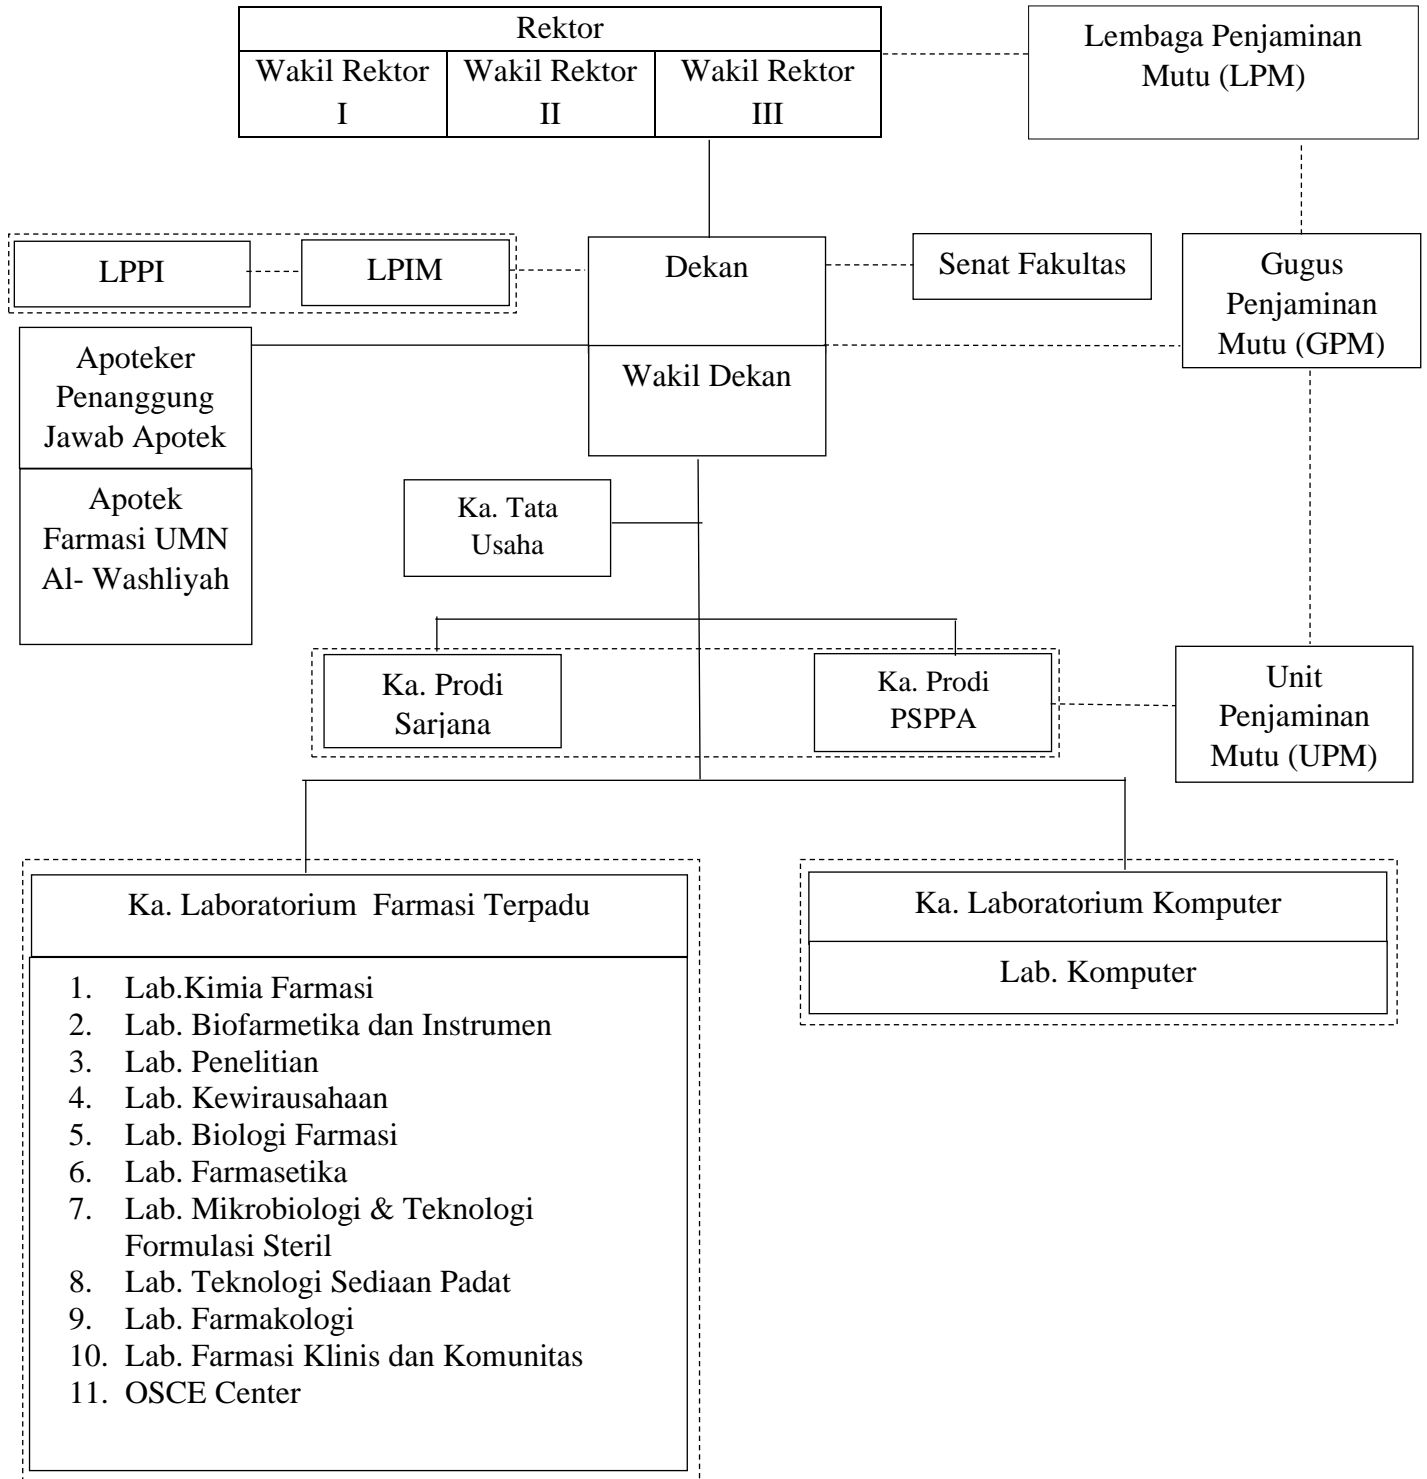 Rektor
Wakil Rektor
I
Wakil Rektor
II
Wakil Rektor
III
Lembaga Penjaminan
Mutu (LPM)
LPPI
LPIM
Dekan
Senat Fakultas
Gugus
Penjaminan
Mutu (GPM)
Apoteker
Penanggung
Jawab Apotek
Wakil Dekan
Apotek
Farmasi UMN
Al- Washliyah
Ka. Tata
Usaha
Ka. Prodi
Sarjana
Ka. Prodi
PSPPA
Unit
Penjaminan
Mutu (UPM)
Ka. Laboratorium Farmasi Terpadu
1. Lab.Kimia Farmasi
2. Lab. Biofarmetika dan Instrumen
3. Lab. Penelitian
4. Lab. Kewirausahaan
5. Lab. Biologi Farmasi
6. Lab. Farmasetika
7. Lab. Mikrobiologi & Teknologi
Formulasi Steril
8. Lab. Teknologi Sediaan Padat
9. Lab. Farmakologi
10. Lab. Farmasi Klinis dan Komunitas
11. OSCE Center
Ka. Laboratorium Komputer
Lab. Komputer